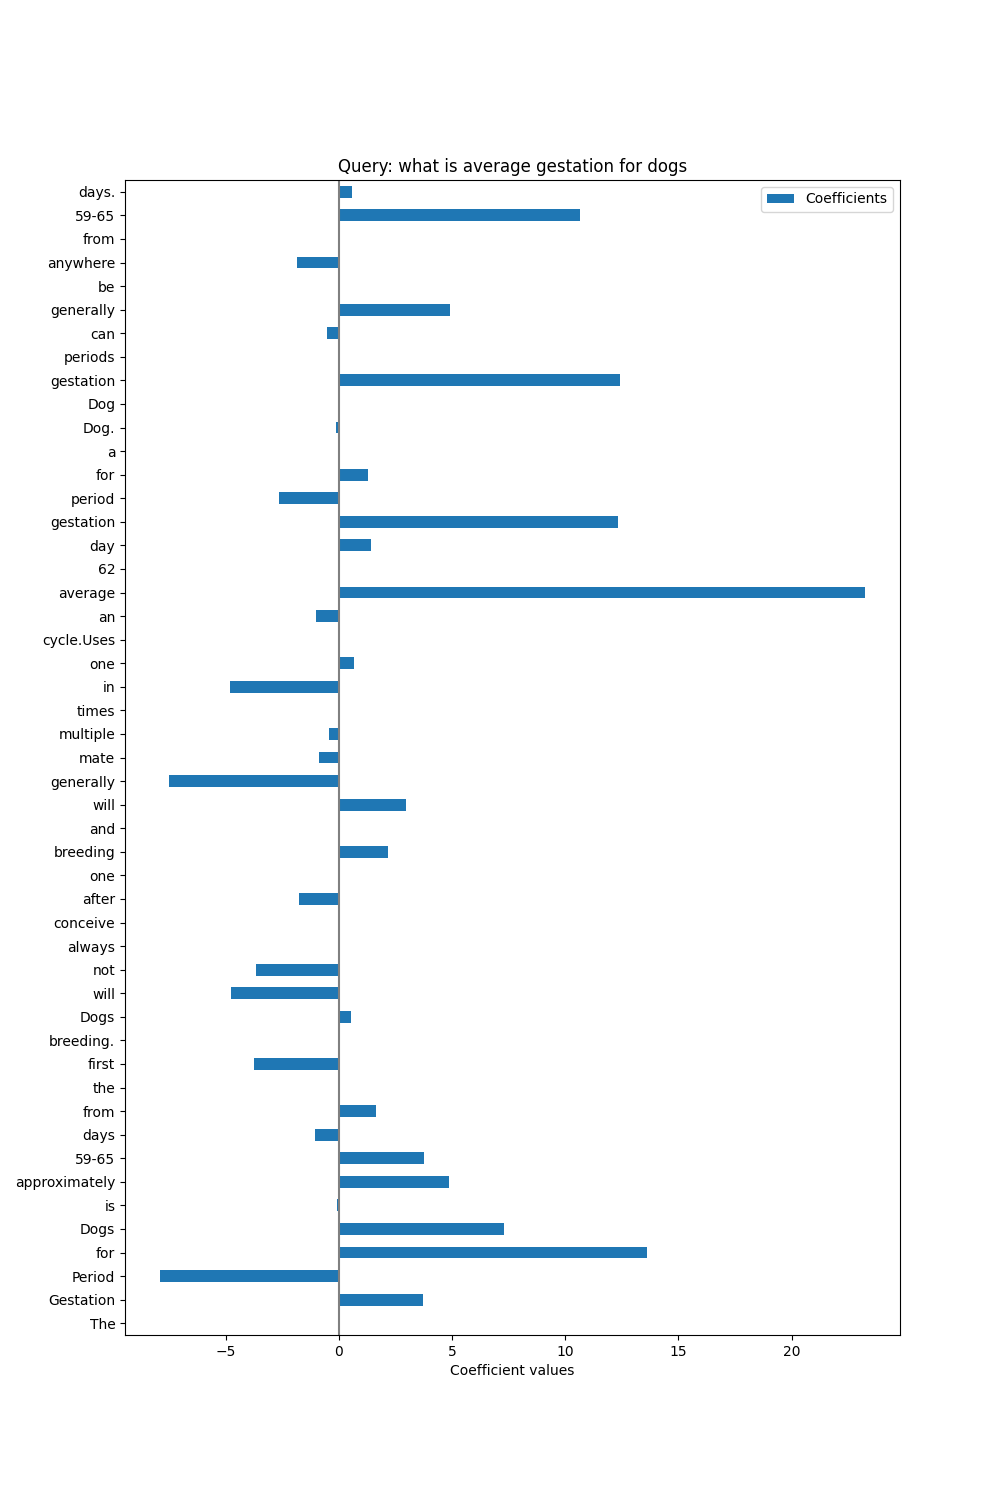 Query: what is average gestation for dogs
Coefficients
days.
59-65
from
anywhere
be
generally
can
periods
gestation
Dog
Dog.
a
for
period
gestation
day
62
average
an
cycle.Uses
one
in
times
multiple
mate
generally
will
and
breeding
one
after
conceive
always
not
will
Dogs
breeding.
first
the
from
days
59-65
approximately
is
Dogs
for
Period
Gestation
The
−5 0 5 10 15 20
Coefficient values